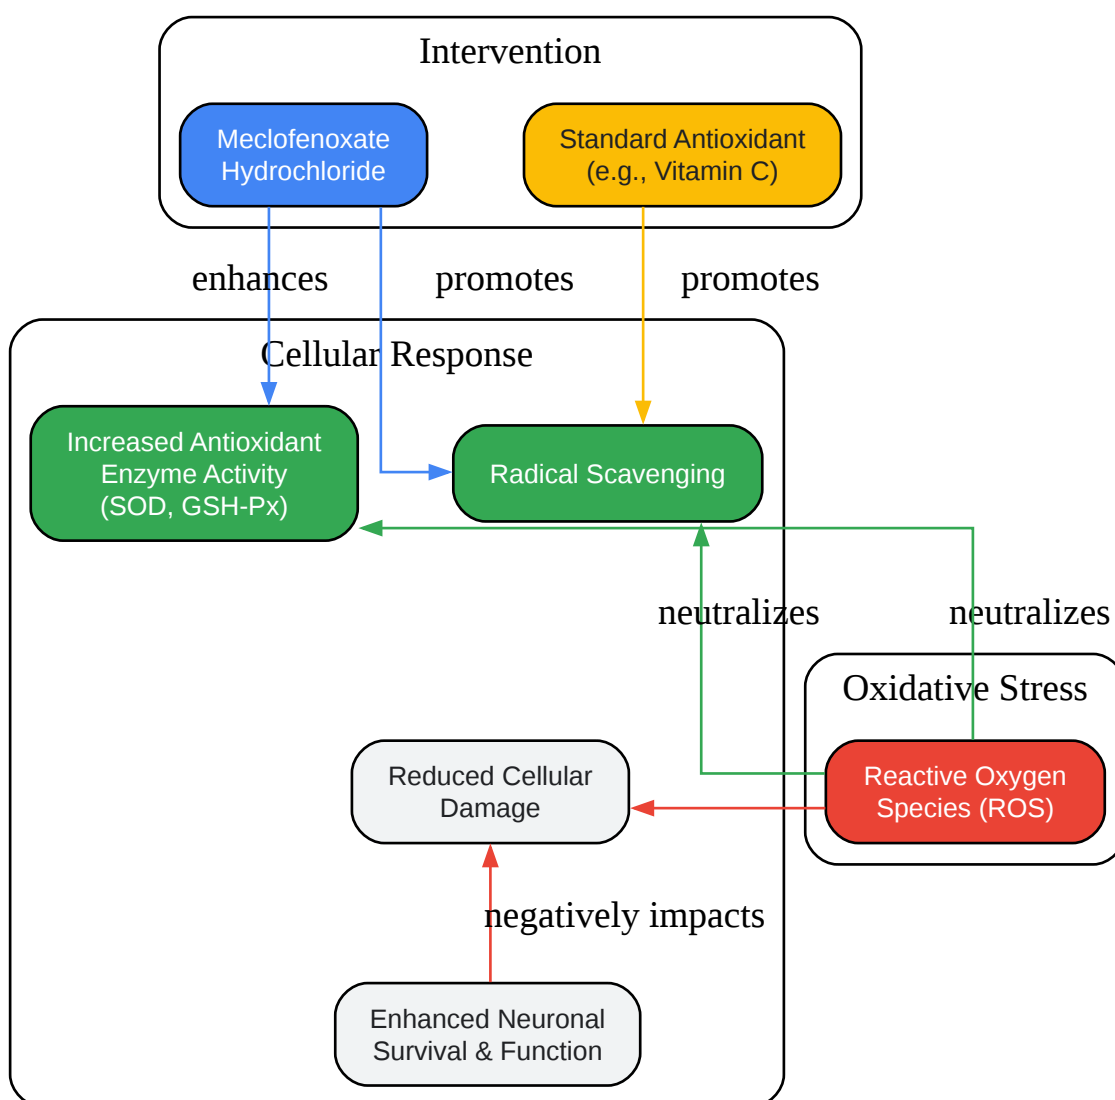 Intervention
Meclofenoxate
Hydrochloride
Standard Antioxidant
(e.g., Vitamin C)
enhances
promotes
promotes
Cellular Response
Increased Antioxidant
Enzyme Activity
(SOD, GSH-Px)
Radical Scavenging
neutralizes
neutralizes
Oxidative Stress
Reduced Cellular
Damage
Reactive Oxygen
Species (ROS)
negatively impacts
Enhanced Neuronal
Survival & Function